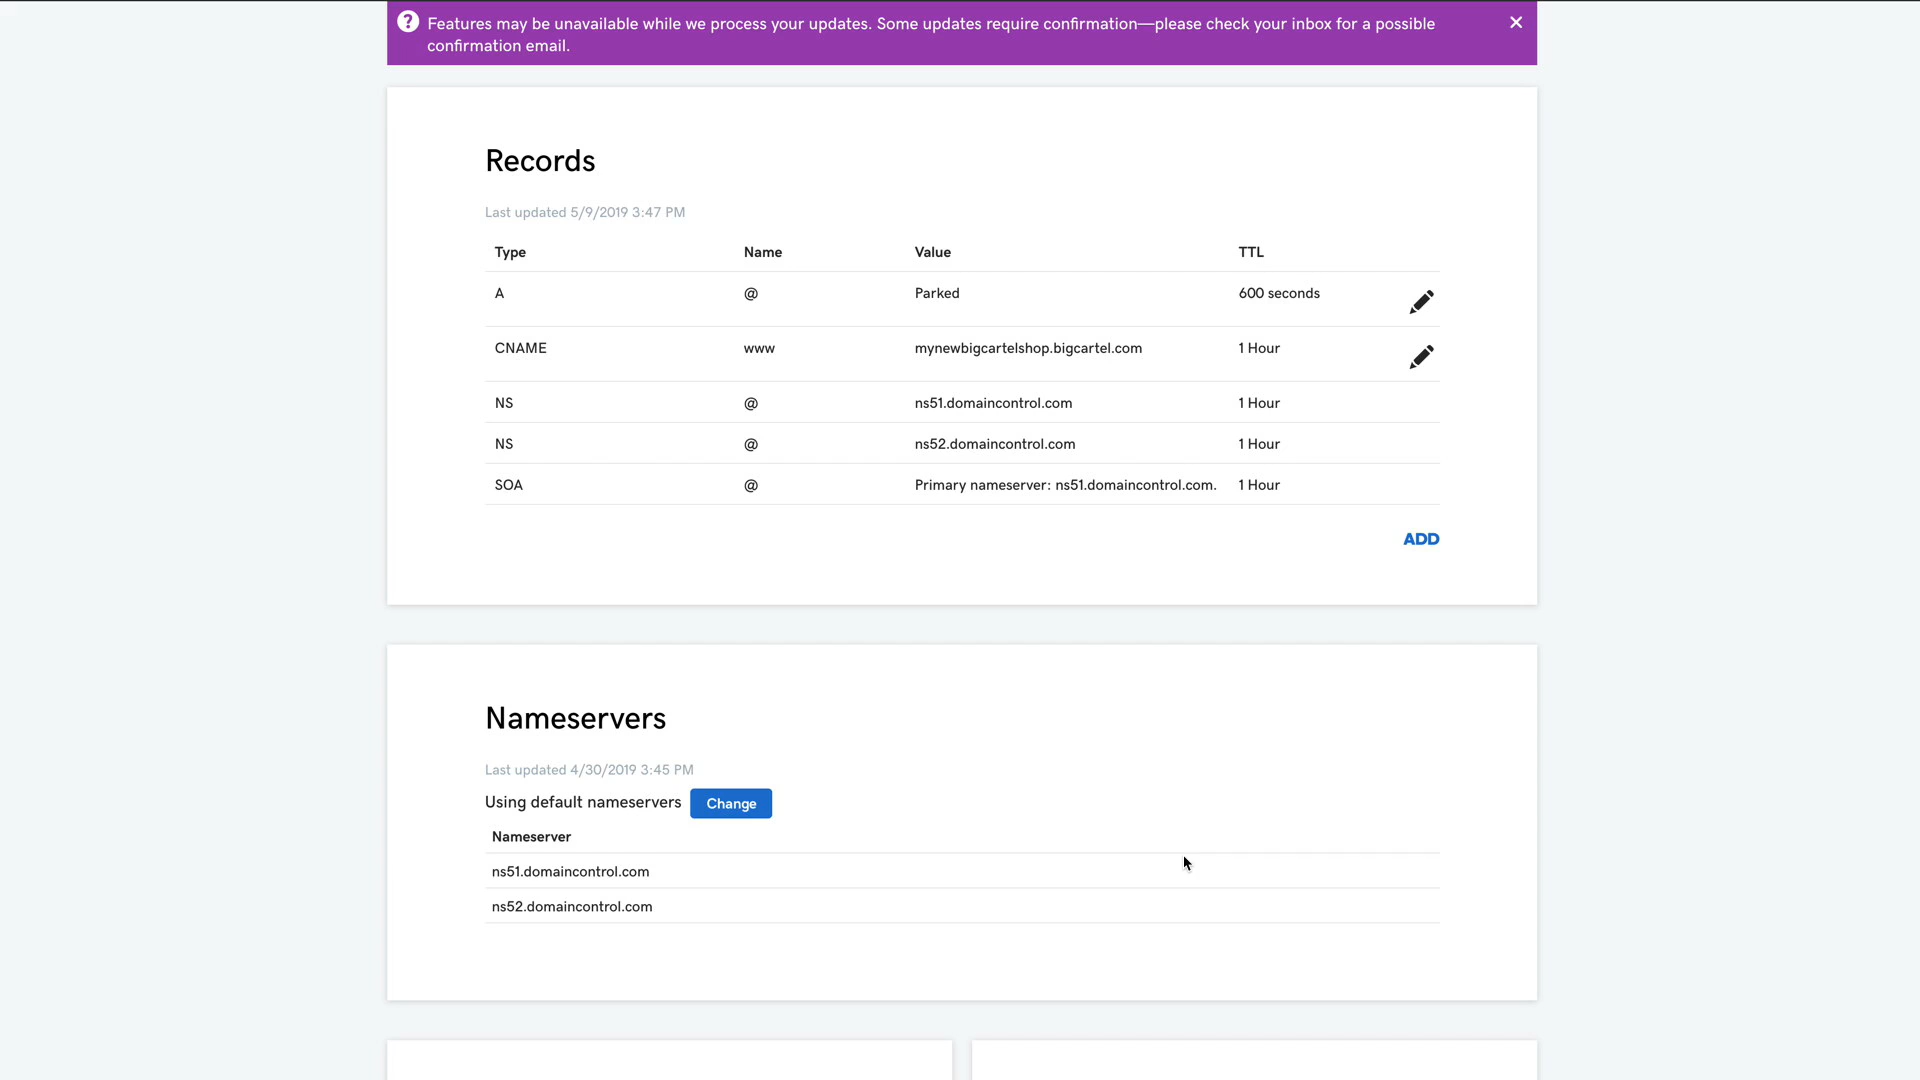 Features may be unavailable while we process your updates. Some updates require confirmation—please check your inbox for a possible
confirmation email.
Records
Last updated 5/9/2019 3:47 PM
Type Name Value TTL
A @ Parked 600 seconds
CNAME www mynewbigcartelshop.bigcartel.com 1 Hour
NS @ ns51.domaincontrol.com 1 Hour
NS @ ns52.domaincontrol.com 1 Hour
SOA @ Primary nameserver: ns51.domaincontrol.com. 1 Hour
ADD
Nameservers
Last updated 4/30/2019 3:45 PM
Using default nameservers Change
Nameserver
ns51.domaincontrol.com
ns52.domaincontrol.com